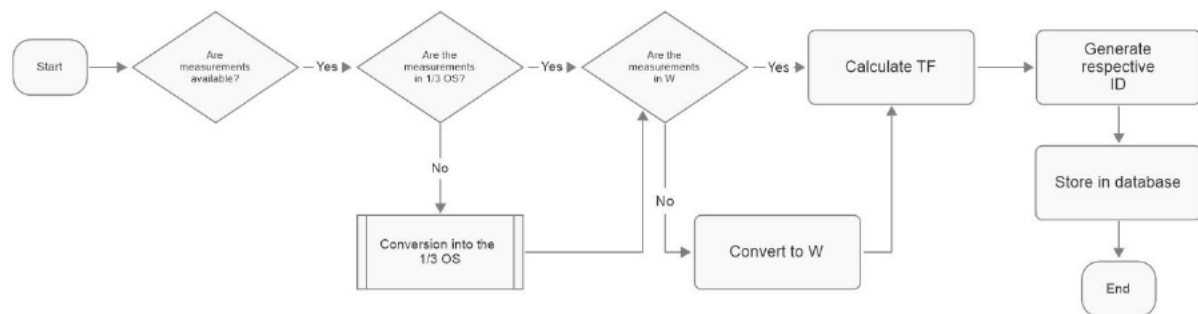 Start
Are
measurements
available?
Yes
Are the
measurements
in 1/3 OS?
Yes
Are the
measurements
in W
Yes
Calculate TF
Generate
respective
ID
No
Conversion into the
1/3 OS
No
Convert to W
Store in database
End